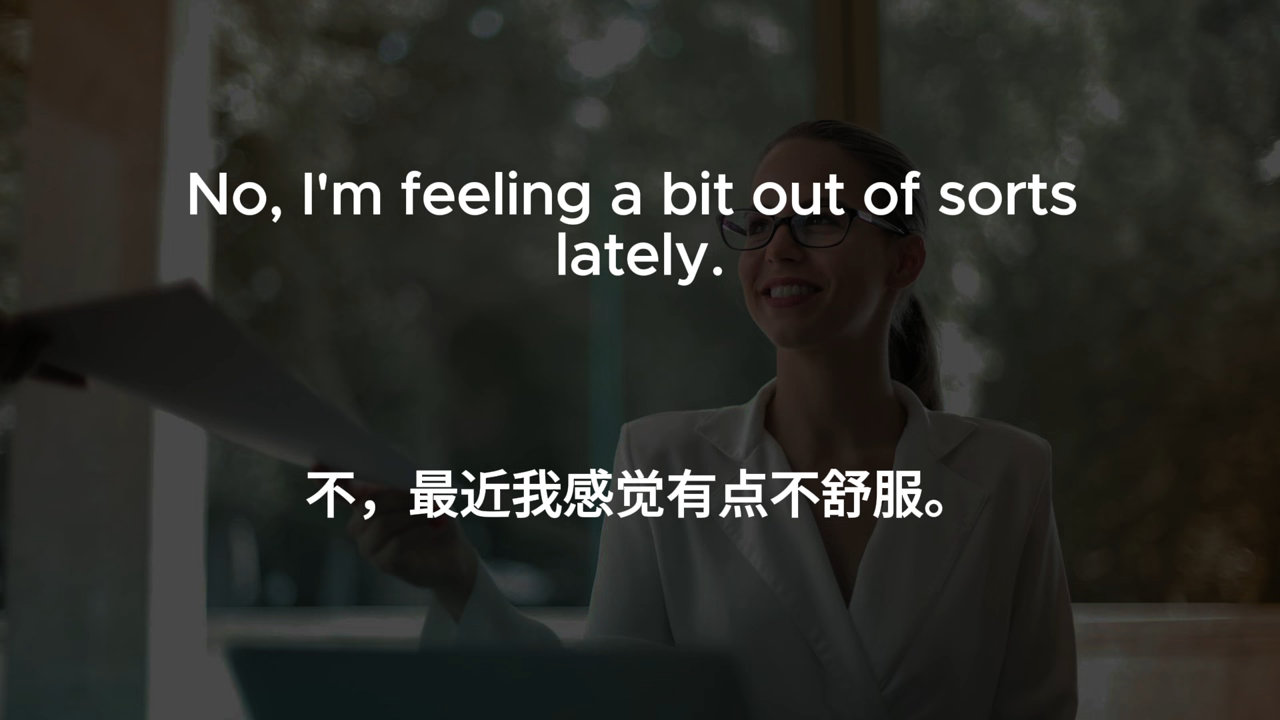 No, I'm feeling a bit out of sorts
lately.
不，最近我感觉有点不舒服。